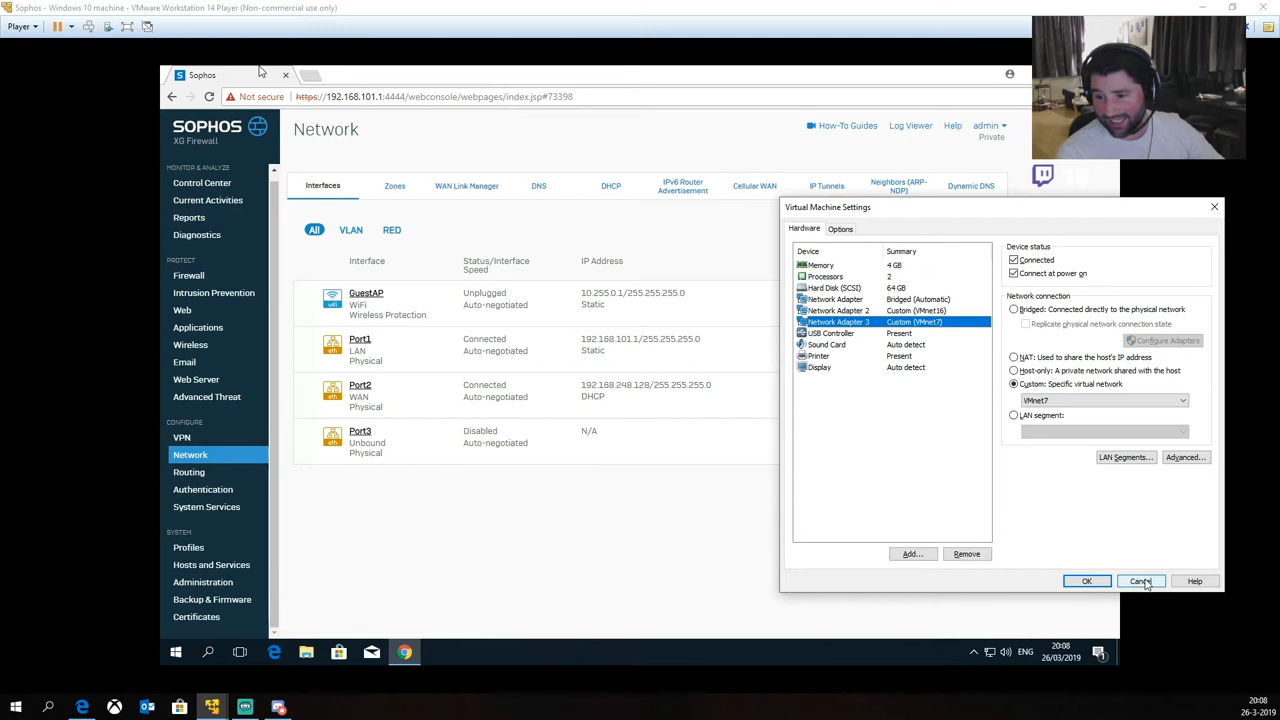 Sophos - Windows 10 machine - VMware Workstation 14 Player (Non-commercial use only)
Player
Sophos
Not secure
https://192.168.101.1:4444/webconsole/webpages/index.jsp#73398
SOPHOS
XG Firewall
Network
How-To Guides
Log Viewer
Help
admin
Private
MONITOR & ANALYZE
Control Center
Current Activities
Reports
Diagnostics
PROTECT
Firewall
Intrusion Prevention
Web
Applications
Wireless
Email
Web Server
Advanced Threat
CONFIGURE
VPN
Network
Routing
Authentication
System Services
SYSTEM
Profiles
Hosts and Services
Administration
Backup & Firmware
Certificates
Interfaces
Zones
WAN Link Manager
DNS
DHCP
IPv6 Router
Advertisement
Cellular WAN
IP Tunnels
Neighbors (ARP-
NDP)
Dynamic DNS
All
VLAN
RED
Interface
Status/Interface
Speed
IP Address
GuestAP
WiFi
Wireless Protection
Unplugged
Auto-negotiated
10.255.0.1/255.255.255.0
Static
Port1
LAN
Physical
Connected
Auto-negotiated
192.168.101.1/255.255.255.0
Static
Port2
WAN
Physical
Connected
Auto-negotiated
192.168.248.128/255.255.255.0
DHCP
Port3
Unbound
Physical
Disabled
Auto-negotiated
N/A
Virtual Machine Settings
Hardware
Options
Device
Summary
Memory
4 GB
Processors
2
Hard Disk (SCSI)
64 GB
Network Adapter
Bridged (Automatic)
Network Adapter 2
Custom (VMnet16)
Network Adapter 3
Custom (VMnet7)
USB Controller
Present
Sound Card
Auto detect
Printer
Present
Display
Auto detect
Add...
Remove
Device status
Connected
Connect at power on
Network connection
Bridged: Connected directly to the physical network
Replicate physical network connection state
Configure Adapters
NAT: Used to share the host's IP address
Host-only: A private network shared with the host
Custom: Specific virtual network
VMnet7
LAN segment:
LAN Segments...
Advanced...
OK
Cancel
Help
ENG
20:08
26/03/2019
20:08
26-3-2019